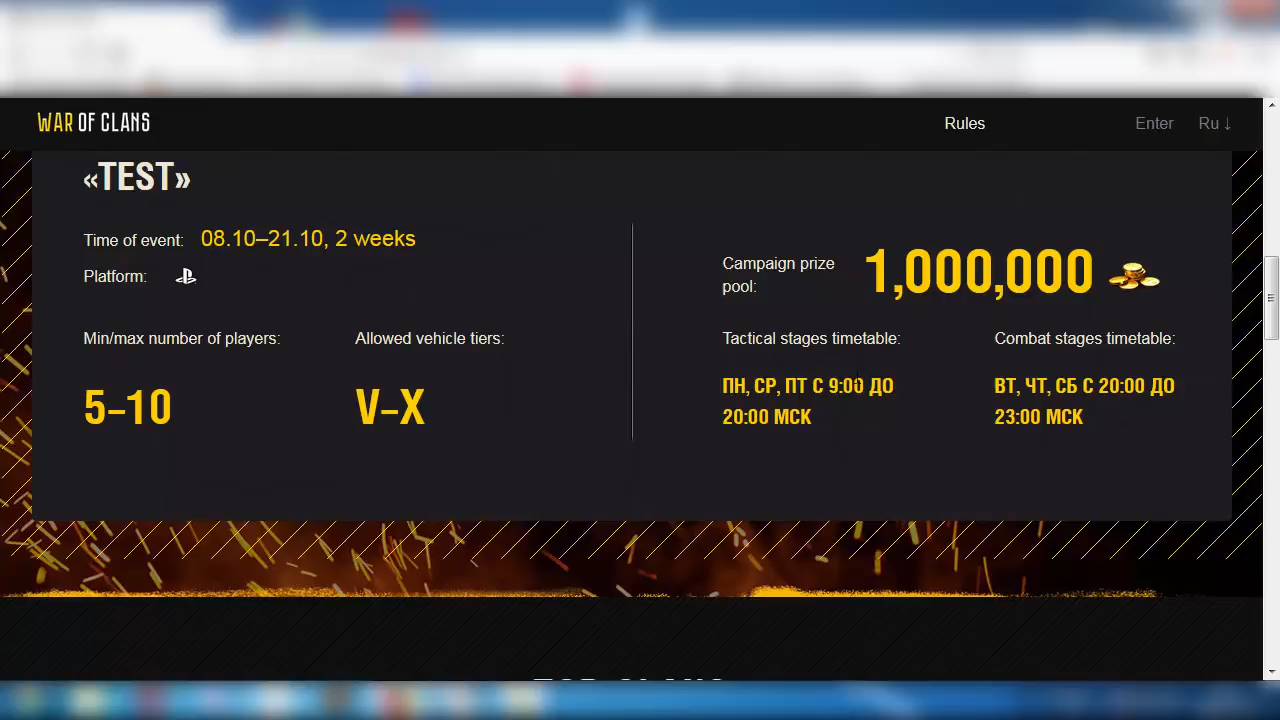 WAR OF CLANS
Rules
Enter
Ru ↓
«TEST»
Time of event: 08.10–21.10, 2 weeks
Platform:
Min/max number of players:
5–10
Allowed vehicle tiers:
V–X
Campaign prize
pool:
1,000,000
Tactical stages timetable:
ПН, СР, ПТ С 9:00 ДО
20:00 МСК
Combat stages timetable:
ВТ, ЧТ, СБ С 20:00 ДО
23:00 МСК